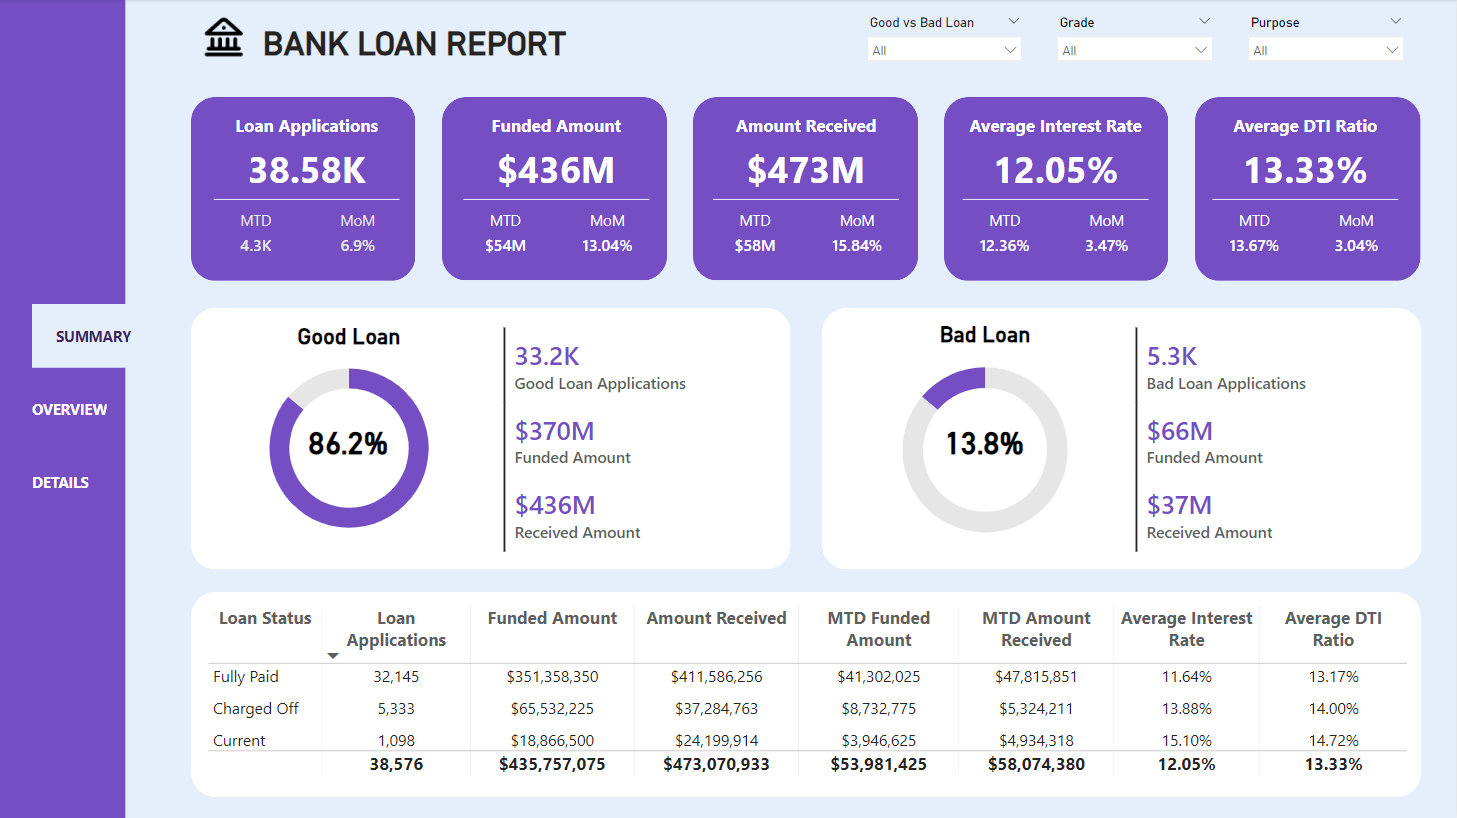 BANK LOAN REPORT
Good vs Bad Loan
All
Grade
All
Purpose
All
Loan Applications
38.58K
MTD MoM
4.3K 6.9%
Funded Amount
$436M
MTD MoM
$54M 13.04%
Amount Received
$473M
MTD MoM
$58M 15.84%
Average Interest Rate
12.05%
MTD MoM
12.36% 3.47%
Average DTI Ratio
13.33%
MTD MoM
13.67% 3.04%
SUMMARY
OVERVIEW
DETAILS
Good Loan
86.2%
33.2K
Good Loan Applications
$370M
Funded Amount
$436M
Received Amount
Bad Loan
13.8%
5.3K
Bad Loan Applications
$66M
Funded Amount
$37M
Received Amount
Loan Status Loan Applications Funded Amount Amount Received MTD Funded Amount MTD Amount Received Average Interest Rate Average DTI Ratio
Fully Paid 32,145 $351,358,350 $411,586,256 $41,302,025 $47,815,851 11.64% 13.17%
Charged Off 5,333 $65,532,225 $37,284,763 $8,732,775 $5,324,211 13.88% 14.00%
Current 1,098 $18,866,500 $24,199,914 $3,946,625 $4,934,318 15.10% 14.72%
38,576 $435,757,075 $473,070,933 $53,981,425 $58,074,380 12.05% 13.33%